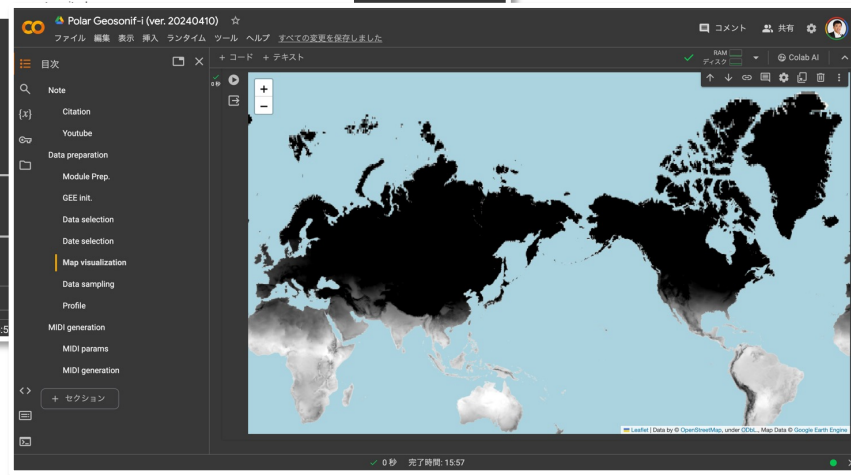 Polar Geosonif-i (ver. 20240410)
ファイル 編集 表示 挿入 ランタイム ツール ヘルプ すべての変更を保存しました
コメント 共有
目次
+ コード + テキスト
RAM
ディスク
Colab AI
0秒
Note
{x}
Citation
Youtube
Data preparation
Module Prep.
GEE init.
Data selection
Date selection
Map visualization
Data sampling
Profile
MIDI generation
MIDI params
MIDI generation
+ セクション
+
−
Leaflet | Data by © OpenStreetMap, under ODbL., Map Data © Google Earth Engine
0 秒 完了時間: 15:57